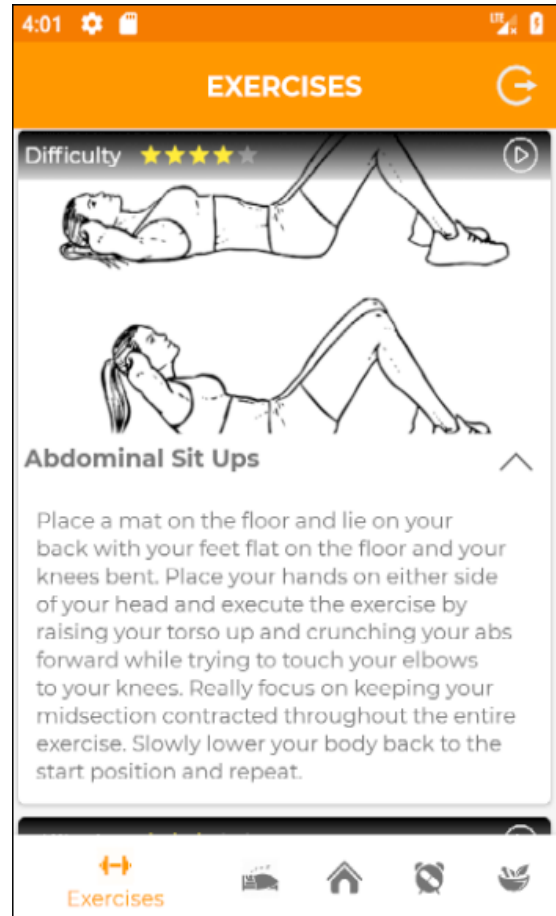 4:01
LTE
EXERCISES
Difficulty
Abdominal Sit Ups
Place a mat on the floor and lie on your
back with your feet flat on the floor and your
knees bent. Place your hands on either side
of your head and execute the exercise by
raising your torso up and crunching your abs
forward while trying to touch your elbows
to your knees. Really focus on keeping your
midsection contracted throughout the entire
exercise. Slowly lower your body back to the
start position and repeat.
Exercises